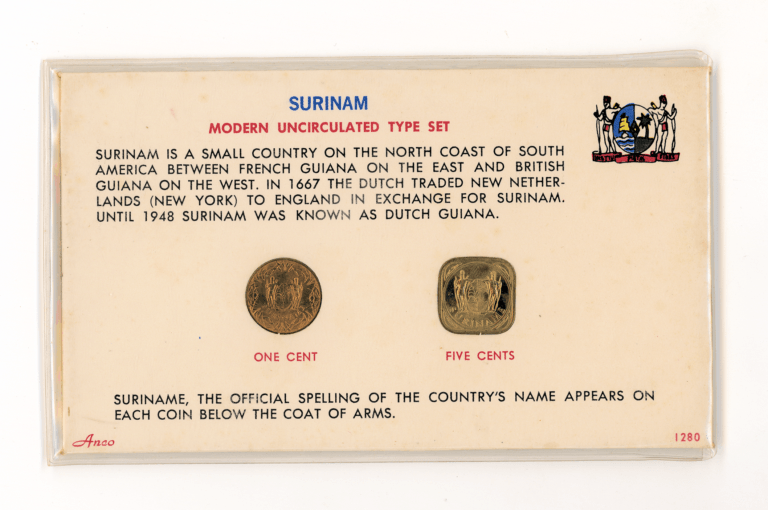 SURINAM
MODERN UNCIRCULATED TYPE SET
SURINAM IS A SMALL COUNTRY ON THE NORTH COAST OF SOUTH
AMERICA BETWEEN FRENCH GUIANA ON THE EAST AND BRITISH
GUIANA ON THE WEST. IN 1667 THE DUTCH TRADED NEW NETHER-
LANDS (NEW YORK) TO ENGLAND IN EXCHANGE FOR SURINAM.
UNTIL 1948 SURINAM WAS KNOWN AS DUTCH GUIANA.
SURINAME
ONE CENT
FIVE CENTS
SURINAME, THE OFFICIAL SPELLING OF THE COUNTRY'S NAME APPEARS ON
EACH COIN BELOW THE COAT OF ARMS.
Anco
1280